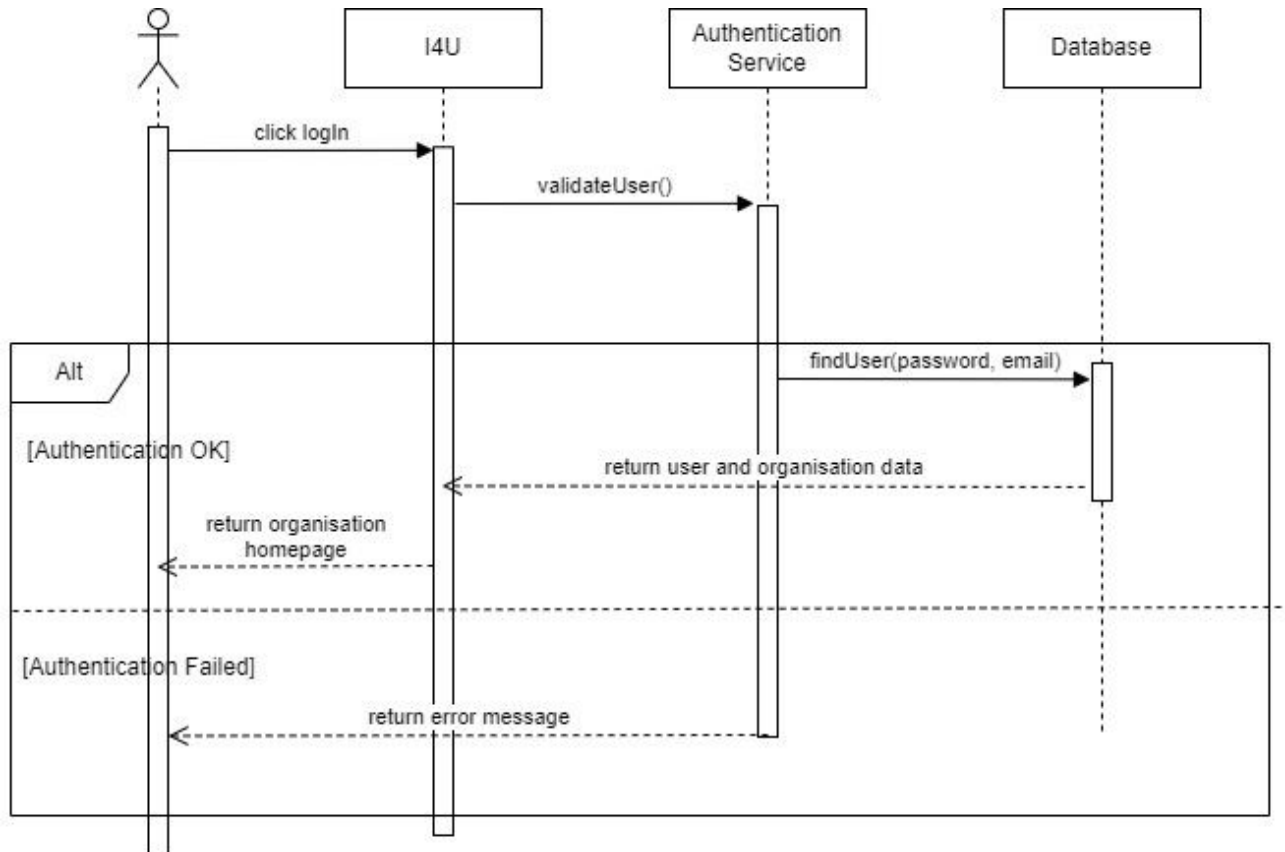 I4U
Authentication
Service
Database
click logIn
validateUser()
Alt
findUser(password, email)
[Authentication OK]
return user and organisation data
return organisation
homepage
[Authentication Failed]
return error message